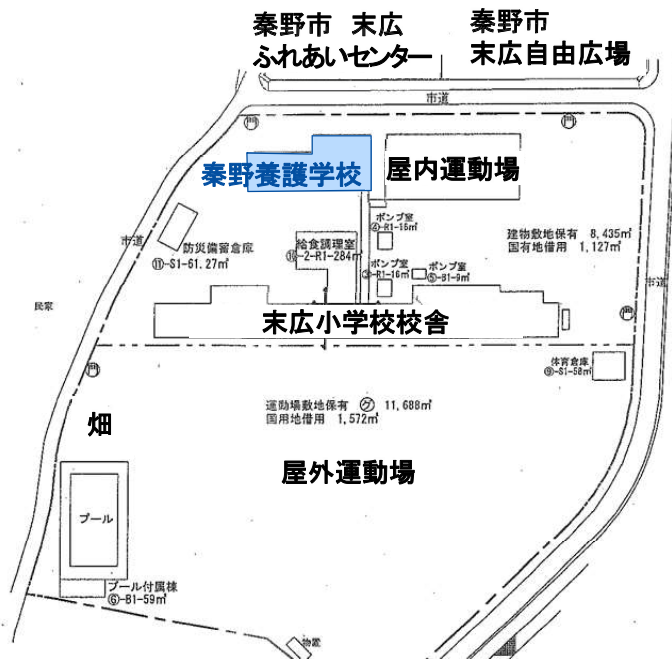 秦野市 末広
ふれあいセンター
秦野市
末広自由広場
市道
門
門
秦野養護学校
屋内運動場
ポンプ室
④-R1-16㎡
市道
防災備蓄倉庫
⑪-S1-61.27㎡
給食調理室
⑩-2-R1-284㎡
建物敷地保有 8,435㎡
国有地借用 1,127㎡
ポンプ室
③-R1-16㎡
ポンプ室
⑤-B1-9㎡
市道
民家
末広小学校校舎
門
門
体育倉庫
⑨-S1-58㎡
運動場敷地保有 ㋗ 11,688㎡
国用地借用 1,572㎡
畑
屋外運動場
プール
プール付属棟
⑥-B1-59㎡
物置